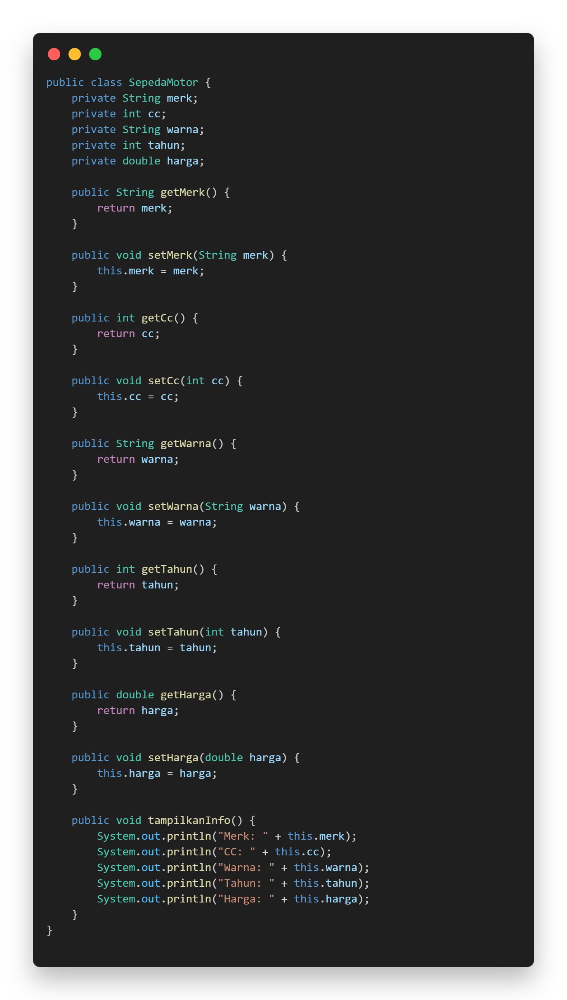 public class SepedaMotor {
    private String merk;
    private int cc;
    private String warna;
    private int tahun;
    private double harga;

    public String getMerk() {
        return merk;
    }

    public void setMerk(String merk) {
        this.merk = merk;
    }

    public int getCc() {
        return cc;
    }

    public void setCc(int cc) {
        this.cc = cc;
    }

    public String getWarna() {
        return warna;
    }

    public void setWarna(String warna) {
        this.warna = warna;
    }

    public int getTahun() {
        return tahun;
    }

    public void setTahun(int tahun) {
        this.tahun = tahun;
    }

    public double getHarga() {
        return harga;
    }

    public void setHarga(double harga) {
        this.harga = harga;
    }

    public void tampilkanInfo() {
        System.out.println("Merk: " + this.merk);
        System.out.println("CC: " + this.cc);
        System.out.println("Warna: " + this.warna);
        System.out.println("Tahun: " + this.tahun);
        System.out.println("Harga: " + this.harga);
    }
}